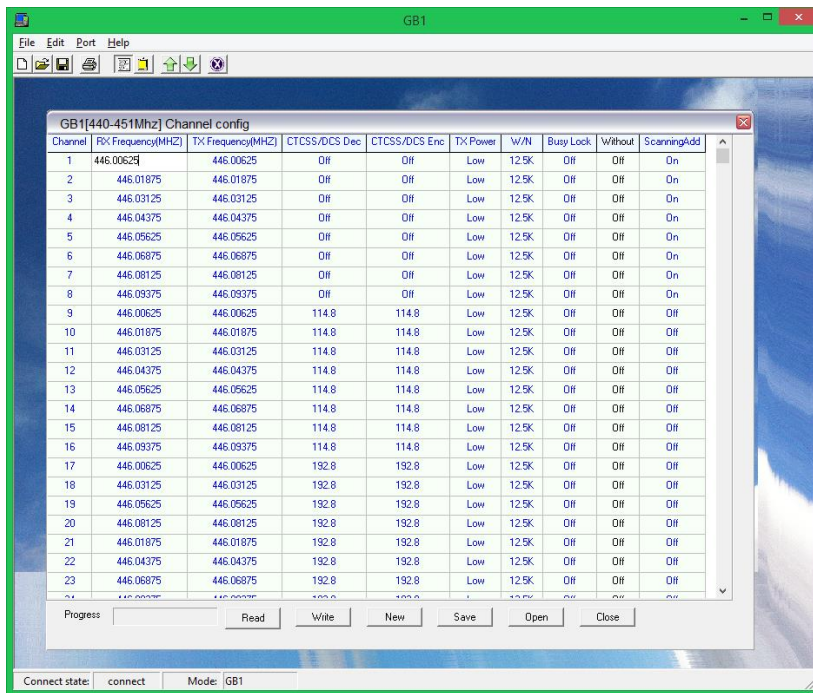 GB1
File Edit Port Help
GB1[440-451Mhz] Channel config
Channel RX Frequency(MHZ) TX Frequency(MHZ) CTCSS/DCS Dec CTCSS/DCS Enc TX Power W/N Busy Lock Without ScanningAdd
1 446.00625 446.00625 Off Off Low 12.5K Off Off On
2 446.01875 446.01875 Off Off Low 12.5K Off Off On
3 446.03125 446.03125 Off Off Low 12.5K Off Off On
4 446.04375 446.04375 Off Off Low 12.5K Off Off On
5 446.05625 446.05625 Off Off Low 12.5K Off Off On
6 446.06875 446.06875 Off Off Low 12.5K Off Off On
7 446.08125 446.08125 Off Off Low 12.5K Off Off On
8 446.09375 446.09375 Off Off Low 12.5K Off Off On
9 446.00625 446.00625 114.8 114.8 Low 12.5K Off Off Off
10 446.01875 446.01875 114.8 114.8 Low 12.5K Off Off Off
11 446.03125 446.03125 114.8 114.8 Low 12.5K Off Off Off
12 446.04375 446.04375 114.8 114.8 Low 12.5K Off Off Off
13 446.05625 446.05625 114.8 114.8 Low 12.5K Off Off Off
14 446.06875 446.06875 114.8 114.8 Low 12.5K Off Off Off
15 446.08125 446.08125 114.8 114.8 Low 12.5K Off Off Off
16 446.09375 446.09375 114.8 114.8 Low 12.5K Off Off Off
17 446.00625 446.00625 192.8 192.8 Low 12.5K Off Off Off
18 446.03125 446.03125 192.8 192.8 Low 12.5K Off Off Off
19 446.05625 446.05625 192.8 192.8 Low 12.5K Off Off Off
20 446.08125 446.08125 192.8 192.8 Low 12.5K Off Off Off
21 446.01875 446.01875 192.8 192.8 Low 12.5K Off Off Off
22 446.04375 446.04375 192.8 192.8 Low 12.5K Off Off Off
23 446.06875 446.06875 192.8 192.8 Low 12.5K Off Off Off
Progress Read Write New Save Open Close
Connect state: connect Mode: GB1